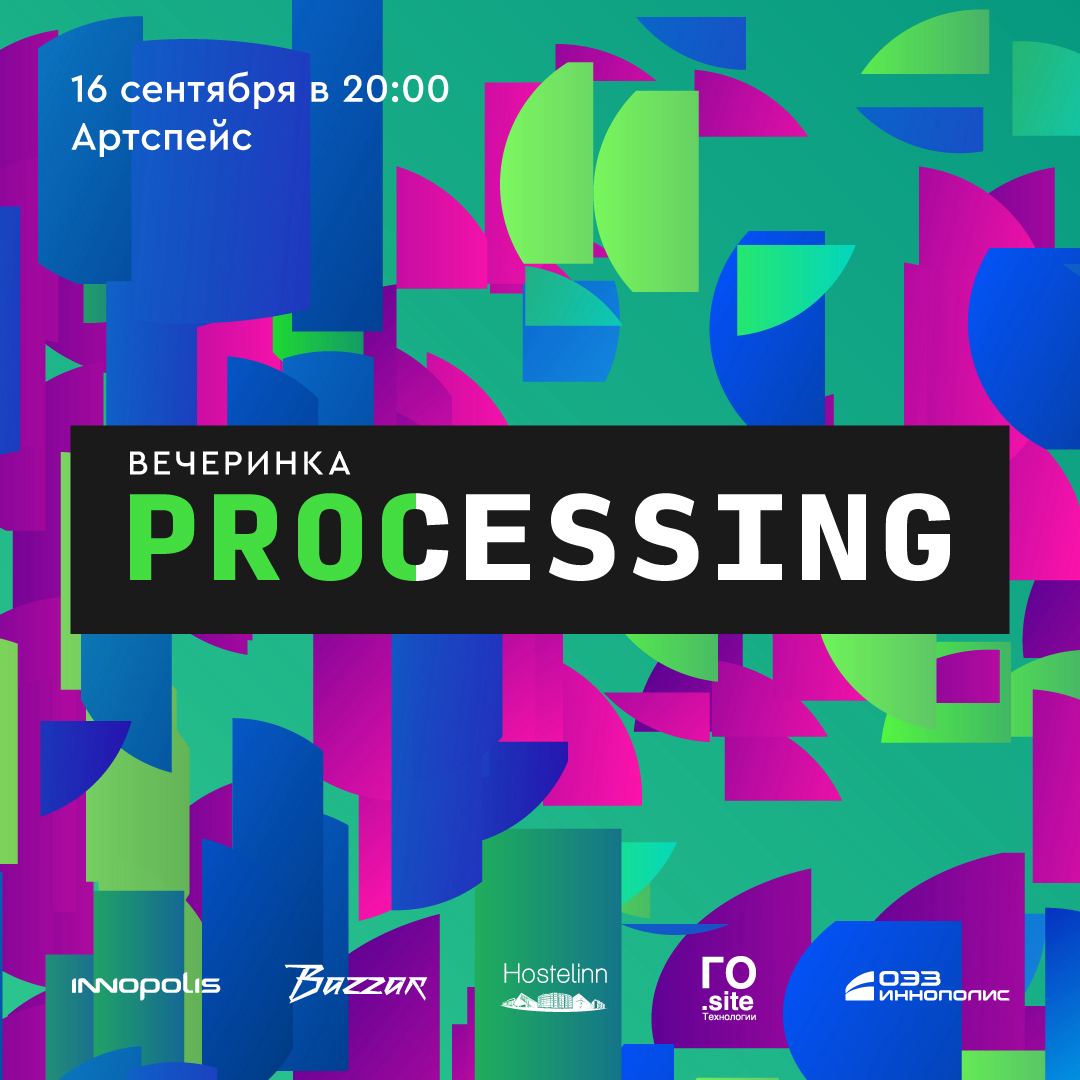 16 сентября в 20:00
Артспейс
ВЕЧЕРИНКА
PROCESSING
INNOPOLIS
Bazzar
Hostelinn
ГО
.site
Технологии
ОЭЗ
ИННОПОЛИС